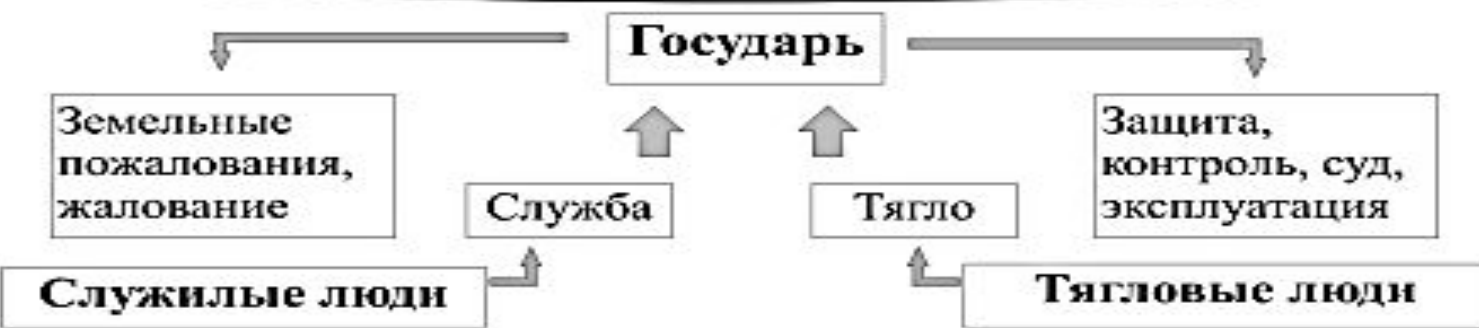 Государь
Земельные
пожалования,
жалование
Служба
Тягло
Защита,
контроль, суд,
эксплуатация
Служилые люди
Тягловые люди